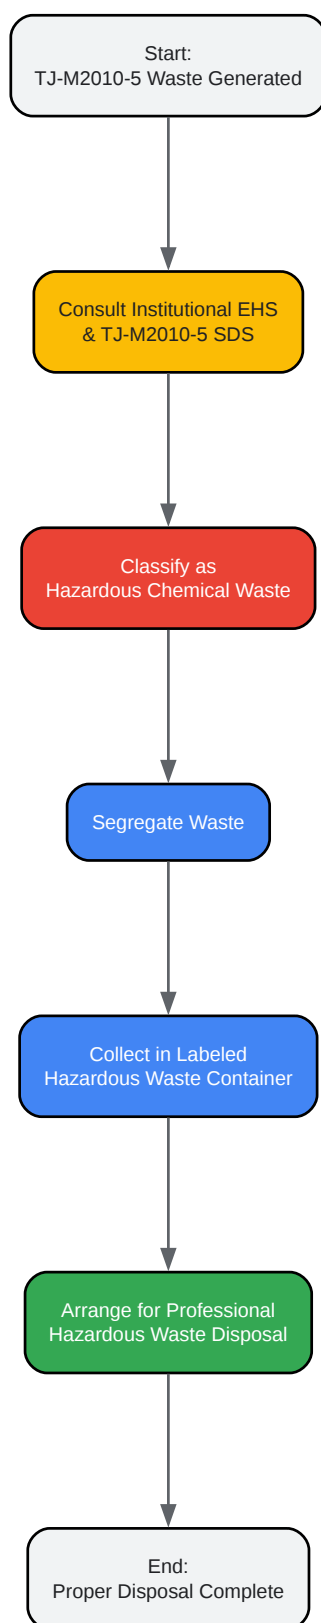 Start:
TJ-M2010-5 Waste Generated
Consult Institutional EHS
& TJ-M2010-5 SDS
Classify as
Hazardous Chemical Waste
Segregate Waste
Collect in Labeled
Hazardous Waste Container
Arrange for Professional
Hazardous Waste Disposal
End:
Proper Disposal Complete